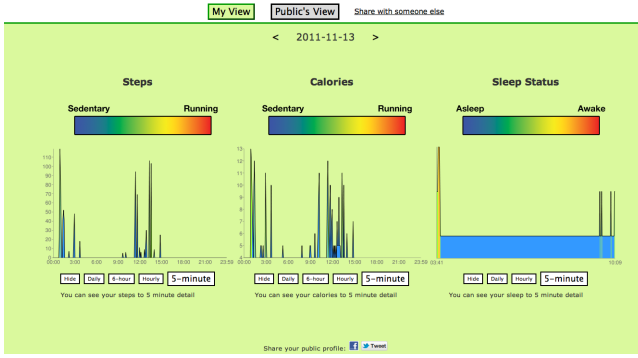 My View Public's View Share with someone else
< 2011-11-13 >
Steps Calories Sleep Status
Sedentary Running Sedentary Running Asleep Awake
110
100
90
80
70
60
50
40
30
20
10
0
00:00 3:00 6:00 9:00 12:00 15:00 18:00 21:00 23:59
13
12
11
10
9
8
7
6
5
4
00:00 3:00 6:00 9:00 12:00 15:00 18:00 21:00 23:59
03:41 10:09
Hide Daily 6-hour Hourly 5-minute Hide Daily 6-hour Hourly 5-minute Hide Daily 6-hour Hourly 5-minute
You can see your steps to 5 minute detail You can see your calories to 5 minute detail You can see your sleep to 5 minute detail
Share your public profile: f Tweet